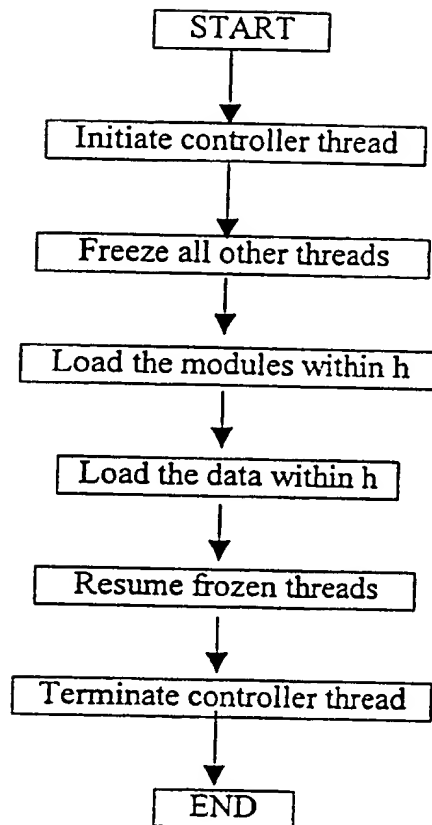 START
Initiate controller thread
Freeze all other threads
Load the modules within h
Load the data within h
Resume frozen threads
Terminate controller thread
END